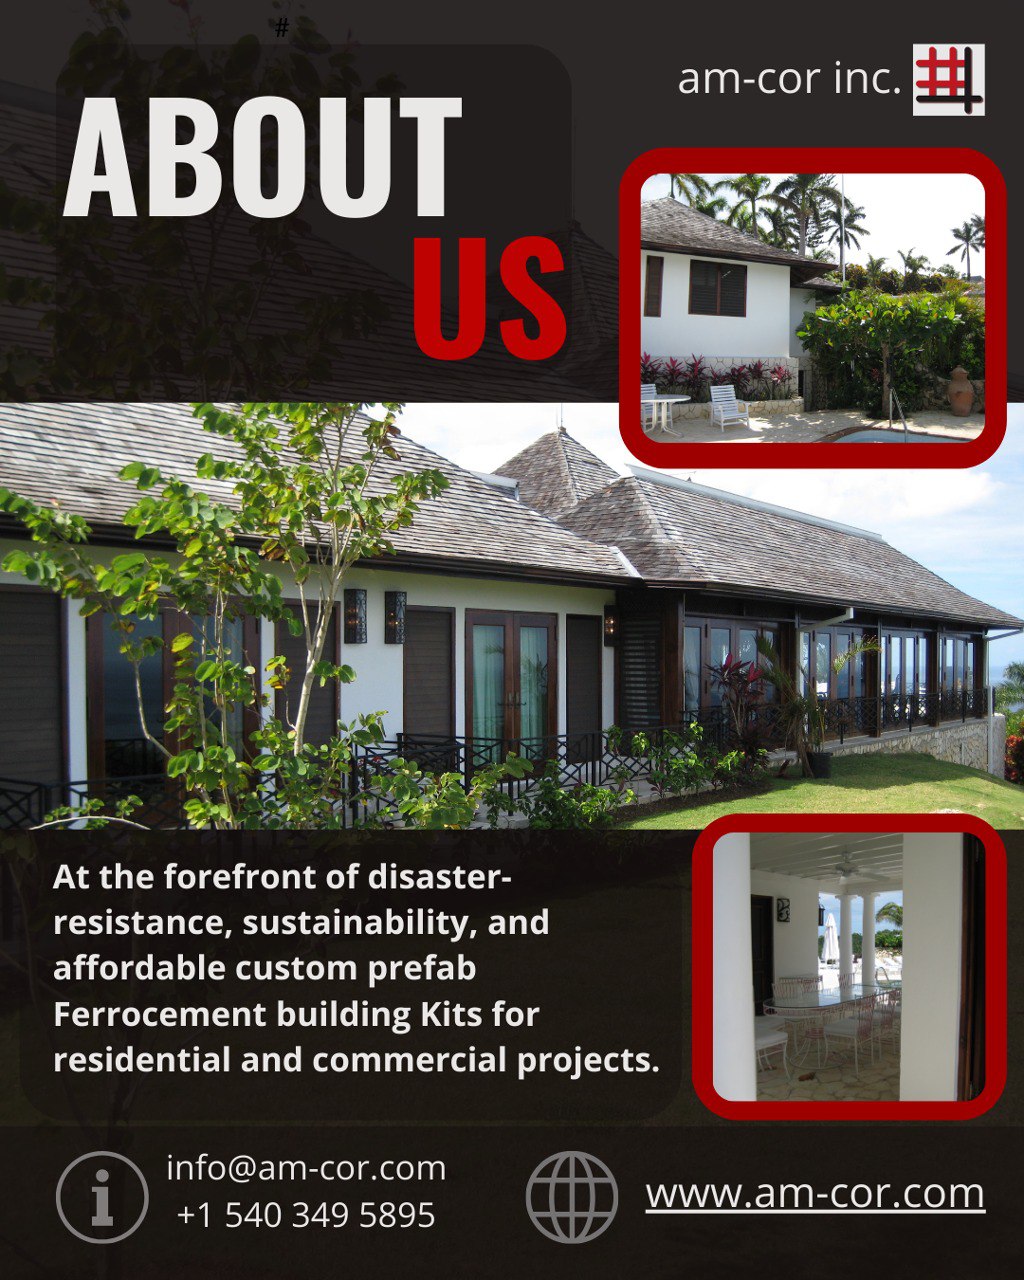 #
am-cor inc.
ABOUT
US
At the forefront of disaster-
resistance, sustainability, and
affordable custom prefab
Ferrocement building Kits for
residential and commercial projects.
info@am-cor.com
+1 540 349 5895
www.am-cor.com